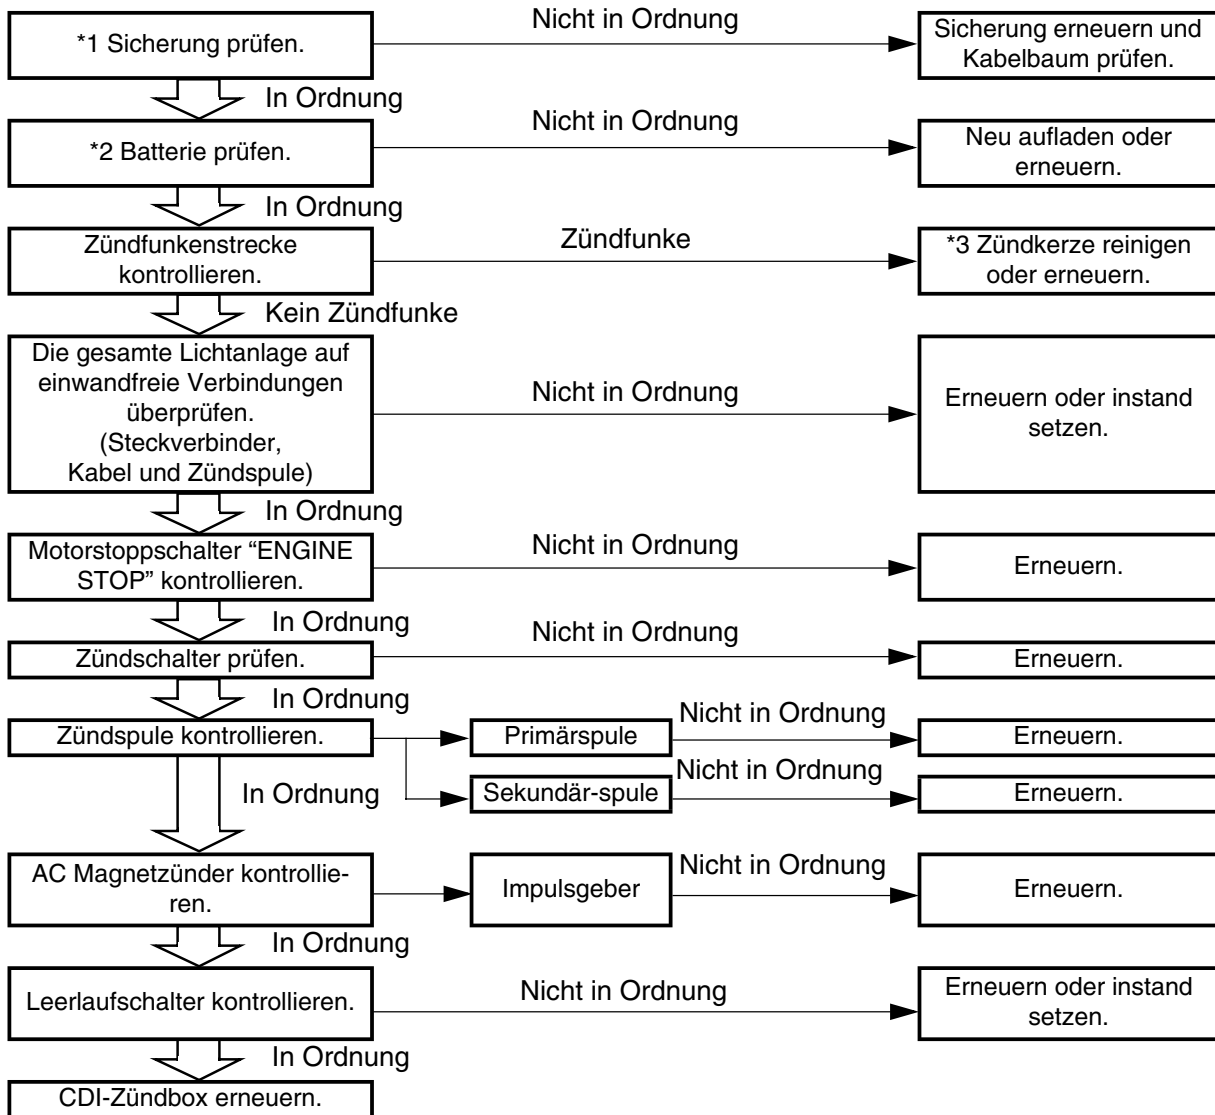 *1 Sicherung prüfen.
Nicht in Ordnung
Sicherung erneuern und
Kabelbaum prüfen.
In Ordnung
*2 Batterie prüfen.
Nicht in Ordnung
Neu aufladen oder
erneuern.
In Ordnung
Zündfunkenstrecke
kontrollieren.
Zündfunke
*3 Zündkerze reinigen
oder erneuern.
Kein Zündfunke
Die gesamte Lichtanlage auf
einwandfreie Verbindungen
überprüfen.
(Steckverbinder,
Kabel und Zündspule)
Nicht in Ordnung
Erneuern oder instand
setzen.
In Ordnung
Motorstoppschalter “ENGINE
STOP” kontrollieren.
Nicht in Ordnung
Erneuern.
In Ordnung
Zündschalter prüfen.
Nicht in Ordnung
Erneuern.
In Ordnung
Zündspule kontrollieren.
Primärspule
Nicht in Ordnung
Erneuern.
Sekundär-spule
Nicht in Ordnung
Erneuern.
In Ordnung
AC Magnetzünder kontrollie-
ren.
Impulsgeber
Nicht in Ordnung
Erneuern.
In Ordnung
Leerlaufschalter kontrollieren.
Nicht in Ordnung
Erneuern oder instand
setzen.
In Ordnung
CDI-Zündbox erneuern.